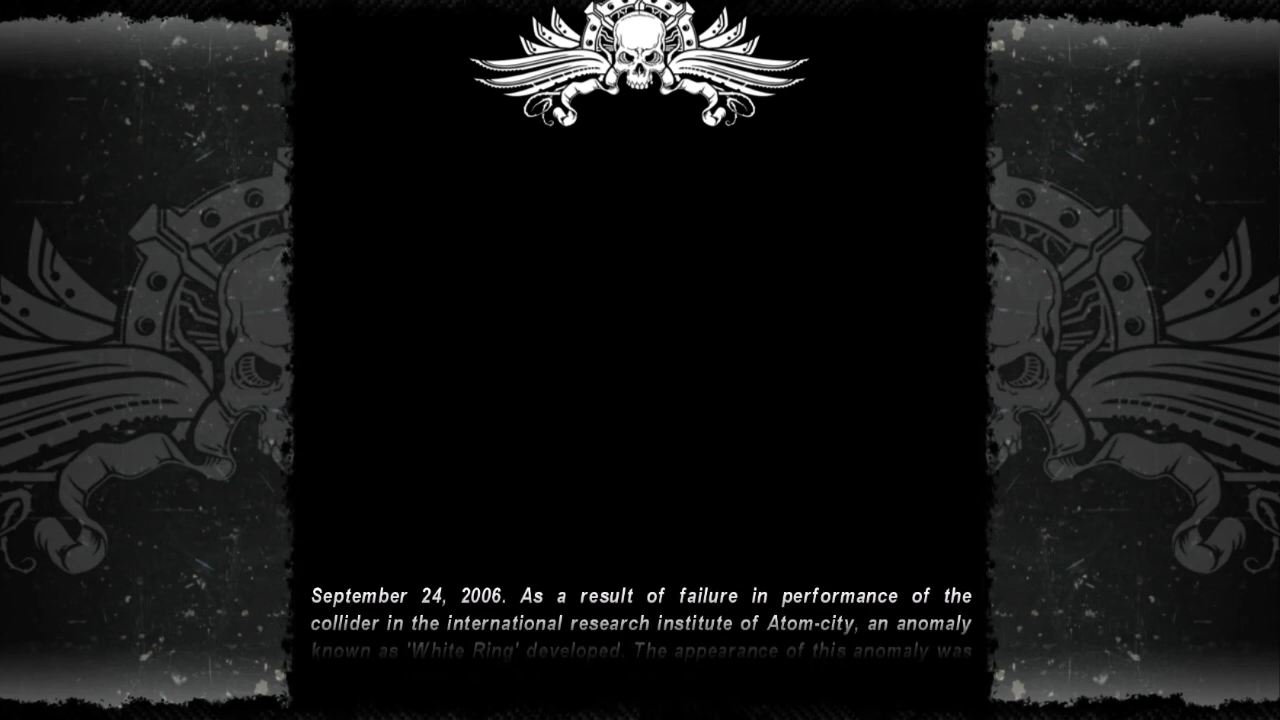 September 24, 2006. As a result of failure in performance of the
collider in the international research institute of Atom-city, an anomaly
known as 'White Ring' developed. The appearance of this anomaly was